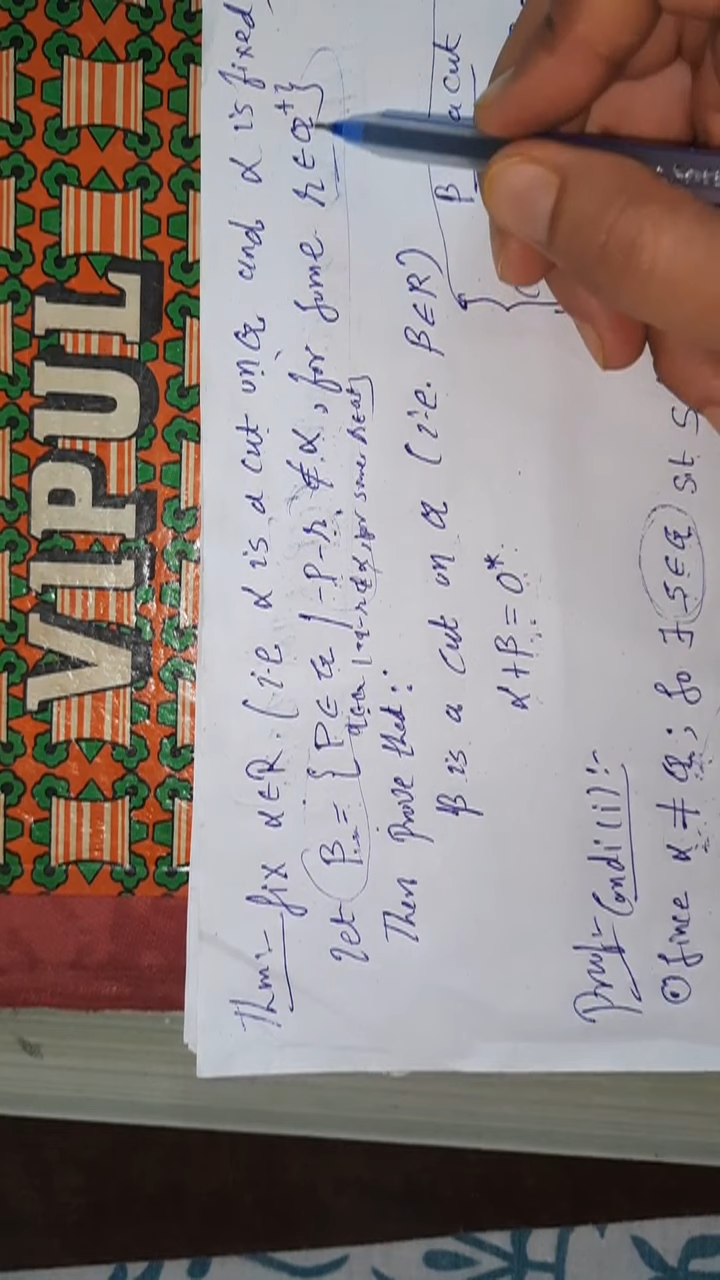 VIPUL
Thm:- fix α∈R. (i.e α is a cut on Q and α is fixed)
Let β = {P∈Q | -P-r ∉ α, for some r∈Q⁺}
Then prove that:
β is a cut on Q (i.e. β∈R)
α+β = 0*.
β a cut
Proof:- Condi(i):-
① Since α ≠ Q; So ∃ s∈Q s.t s